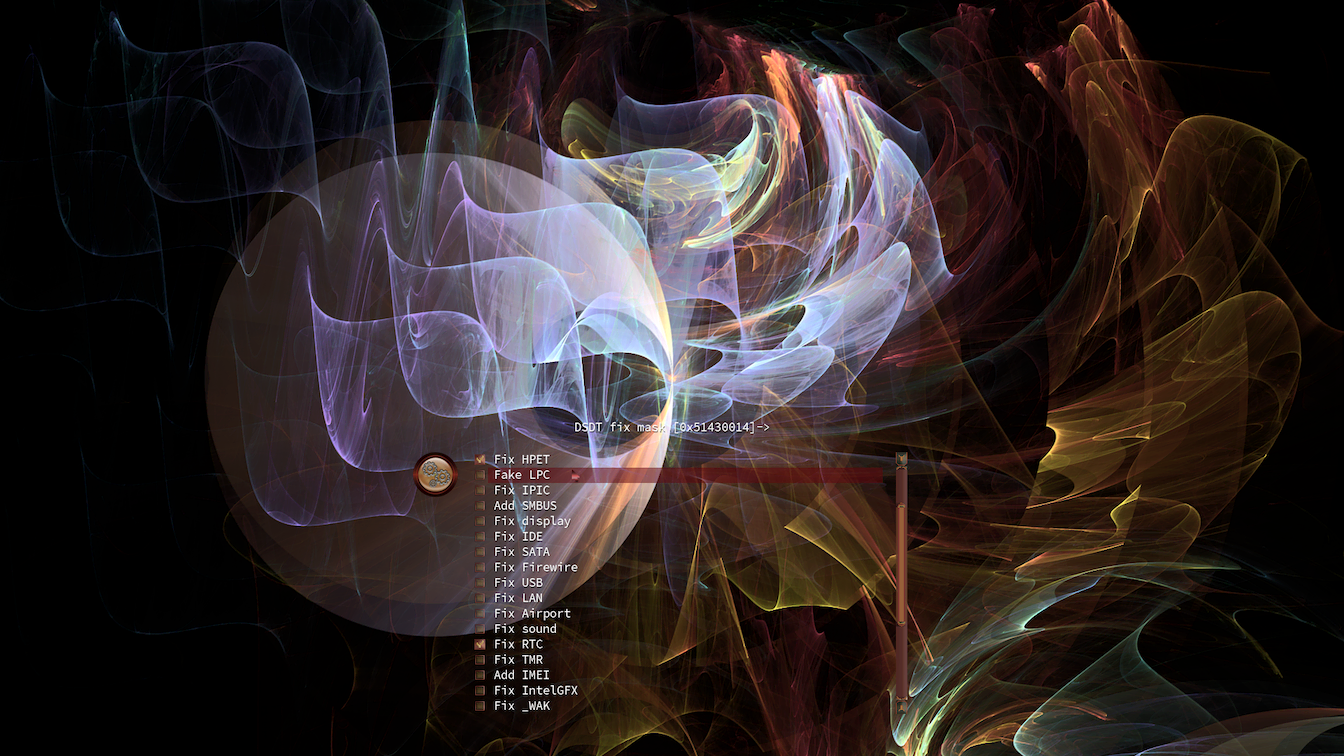 DSDT fix mask [0x51430014]->
Fix HPET
Fake LPC
Fix IPIC
Add SMBUS
Fix display
Fix IDE
Fix SATA
Fix Firewire
Fix USB
Fix LAN
Fix Airport
Fix sound
Fix RTC
Fix TMR
Add IMEI
Fix IntelGFX
Fix _WAK